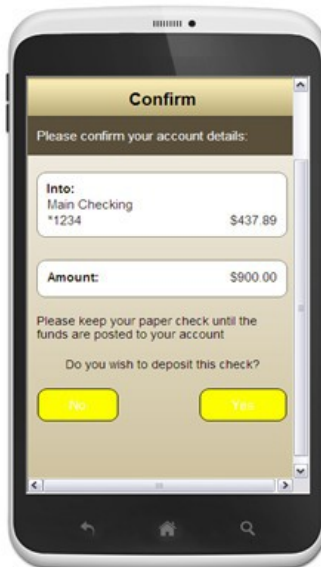 Confirm
Please confirm your account details:
Into:
Main Checking
*1234 $437.89
Amount: $900.00
Please keep your paper check until the
funds are posted to your account
Do you wish to deposit this check?
No Yes